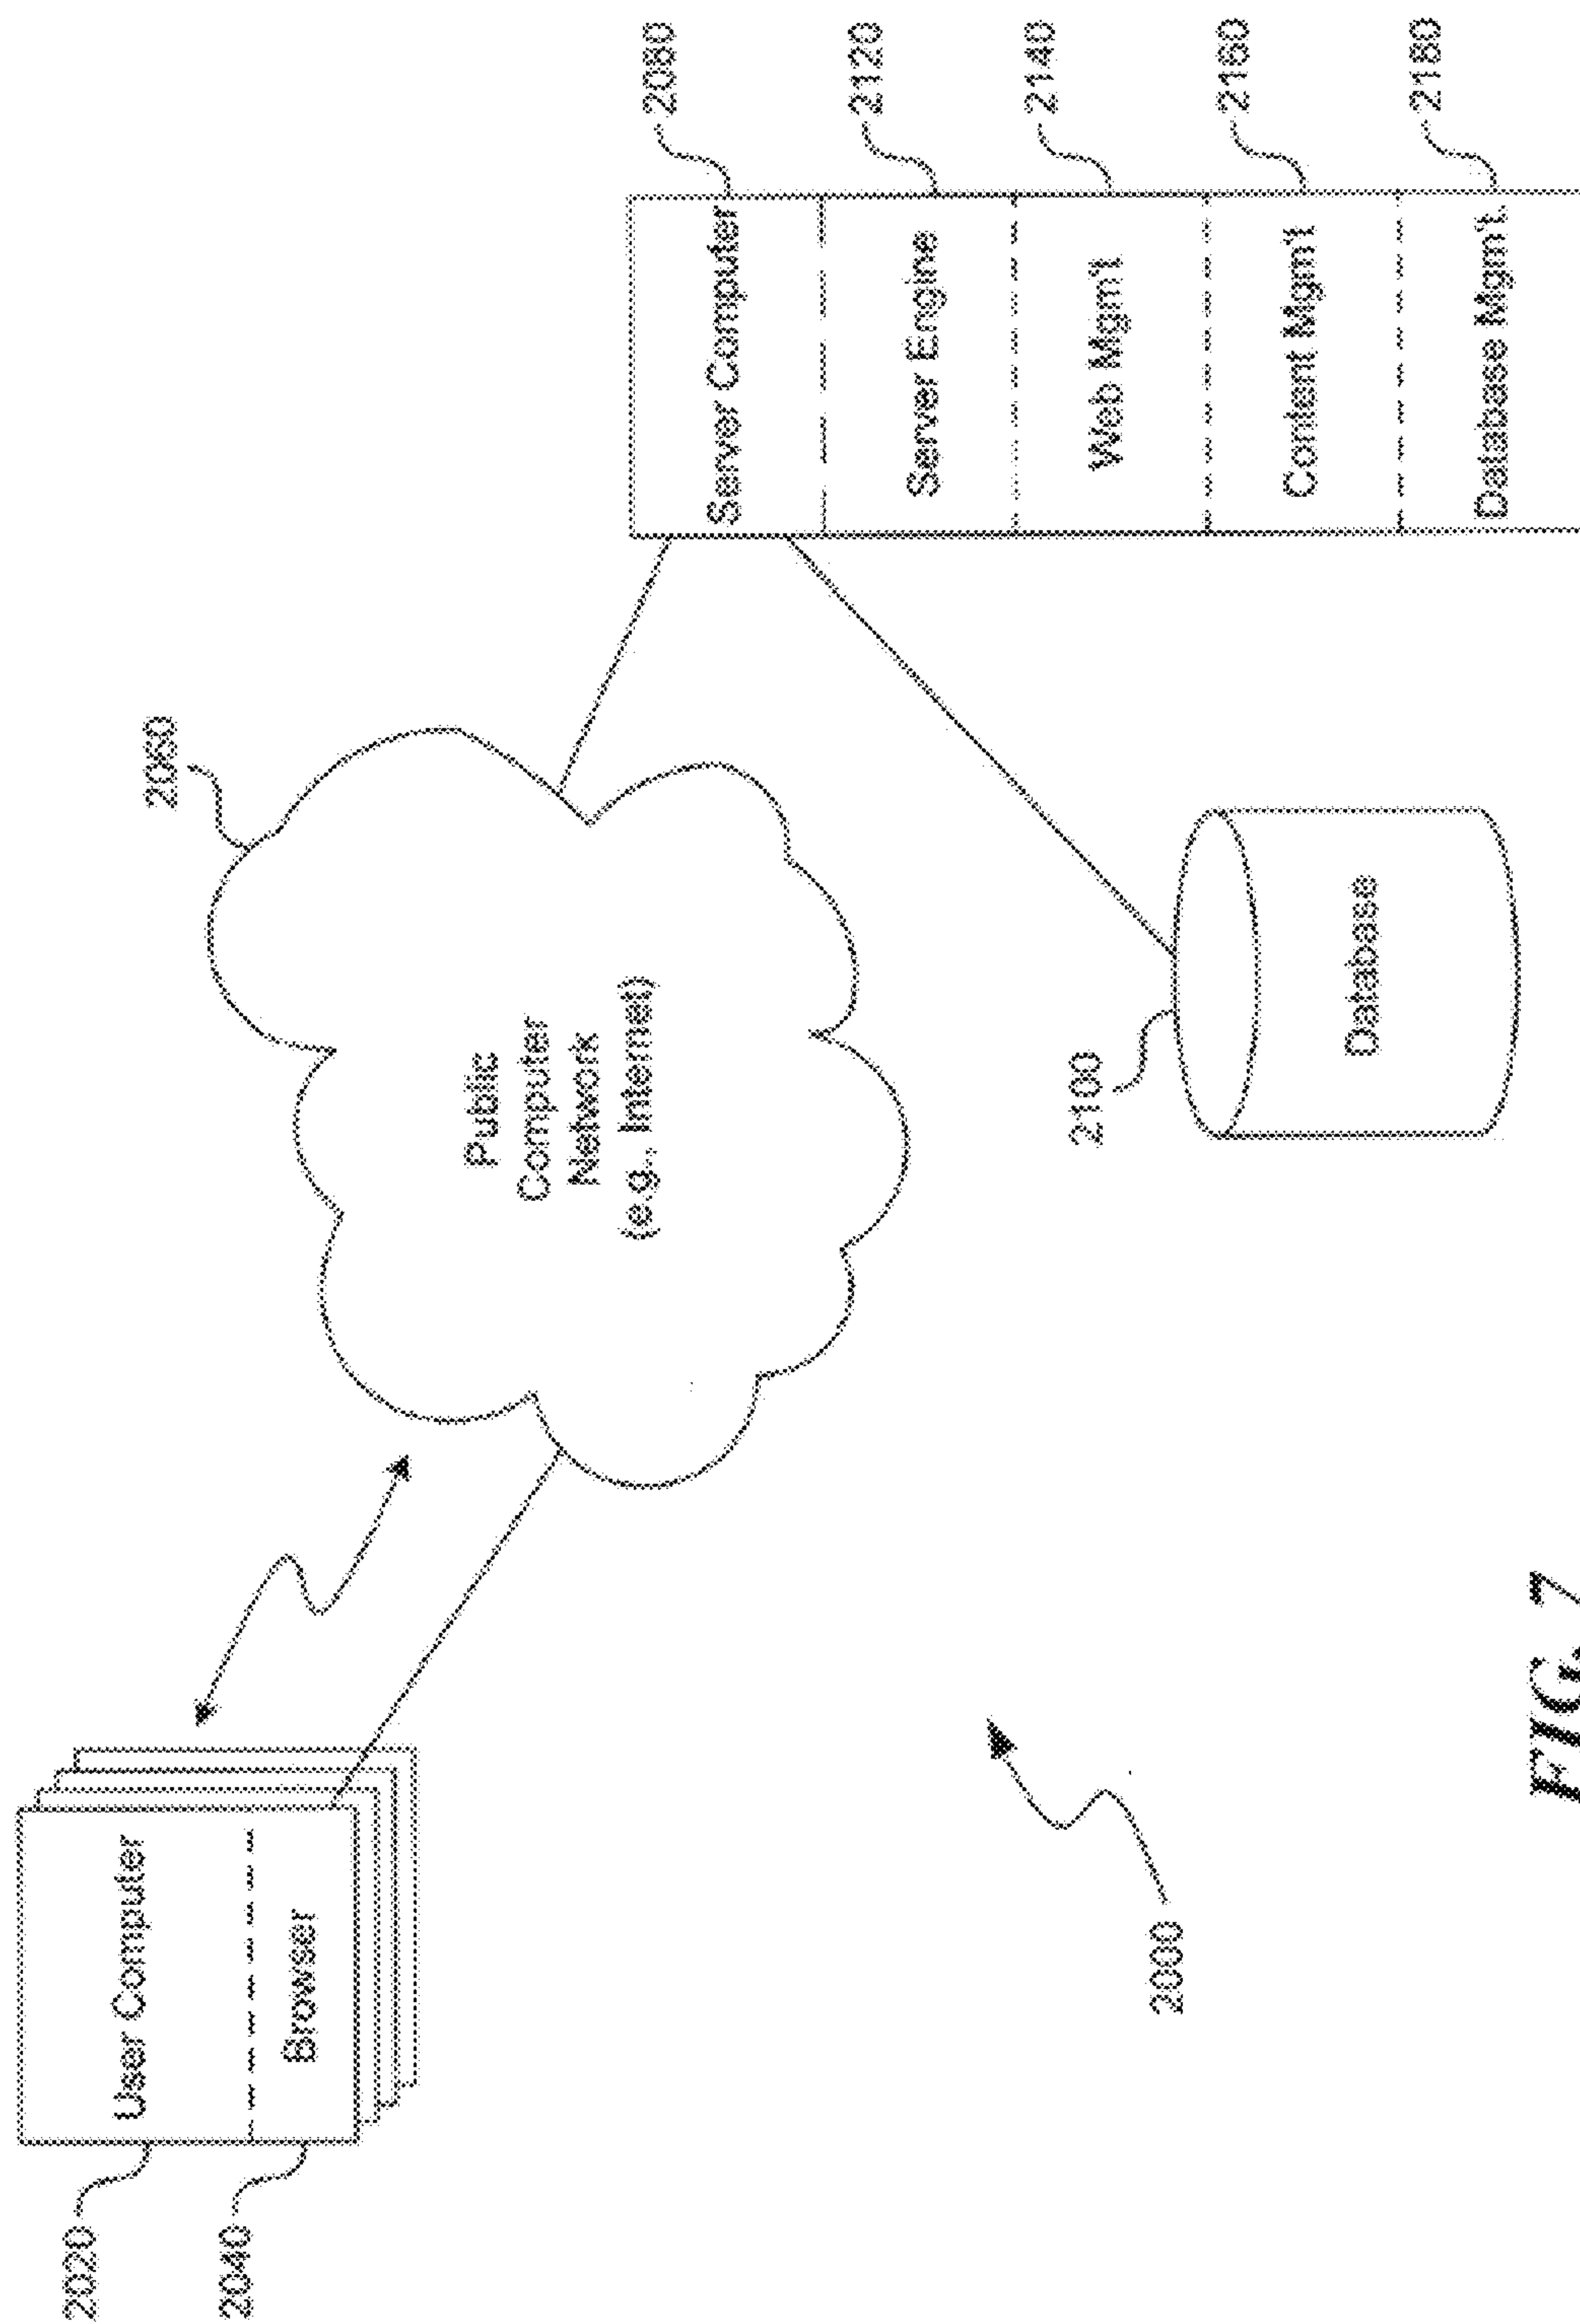 2020
User Computer
2040
Browser
2060
Public
Computer
Network
(e.g., Internet)
2080
Server Computer
2120
Server Engine
2140
Web Mgm't
2160
Content Mgm't
2180
Database Mgm't.
2100
Database
2000
FIG. 7